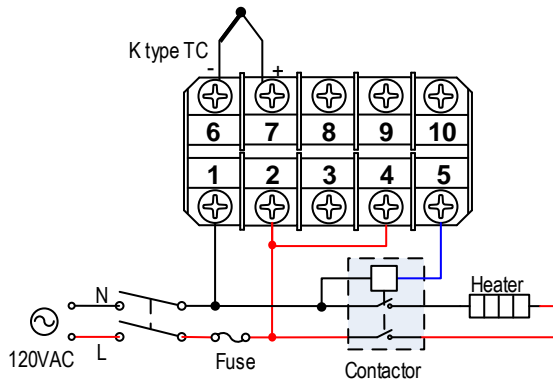 K type TC
- +
6 7 8 9 10
1 2 3 4 5
N
Heater
L
120VAC
Fuse
Contactor